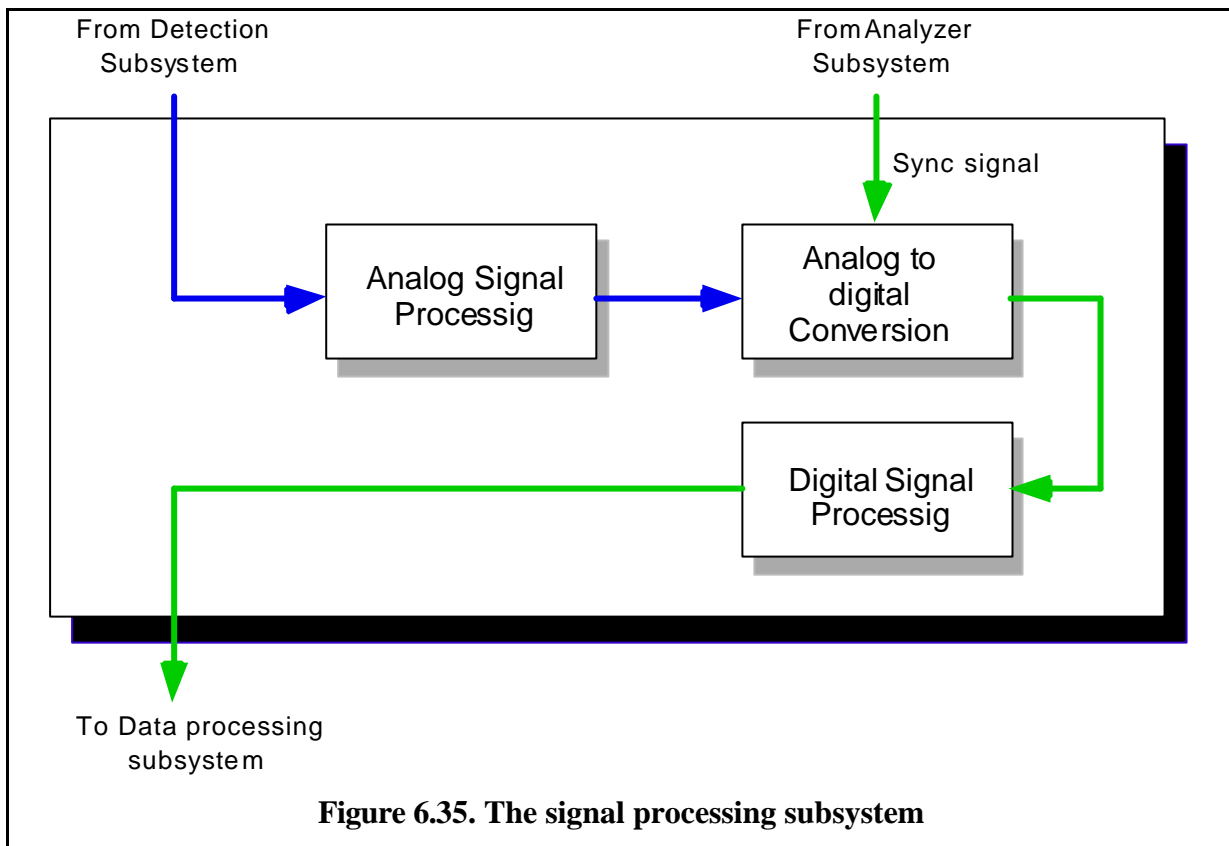 From Detection
Subsystem
From Analyzer
Subsystem
Sync signal
Analog Signal
Processig
Analog to
digital
Conversion
Digital Signal
Processig
To Data processing
subsystem
Figure 6.35. The signal processing subsystem